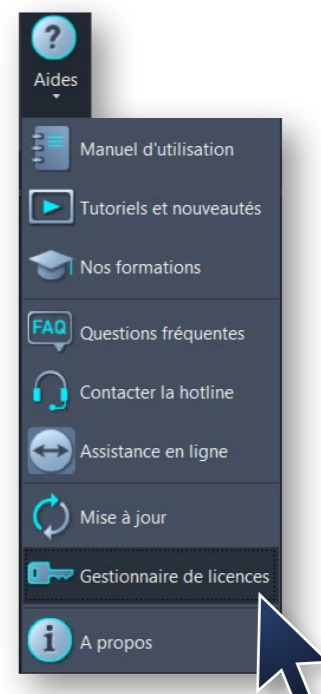 ?
Aides
Manuel d'utilisation
Tutoriels et nouveautés
Nos formations
FAQ
Questions fréquentes
Contacter la hotline
Assistance en ligne
Mise à jour
Gestionnaire de licences
i
A propos